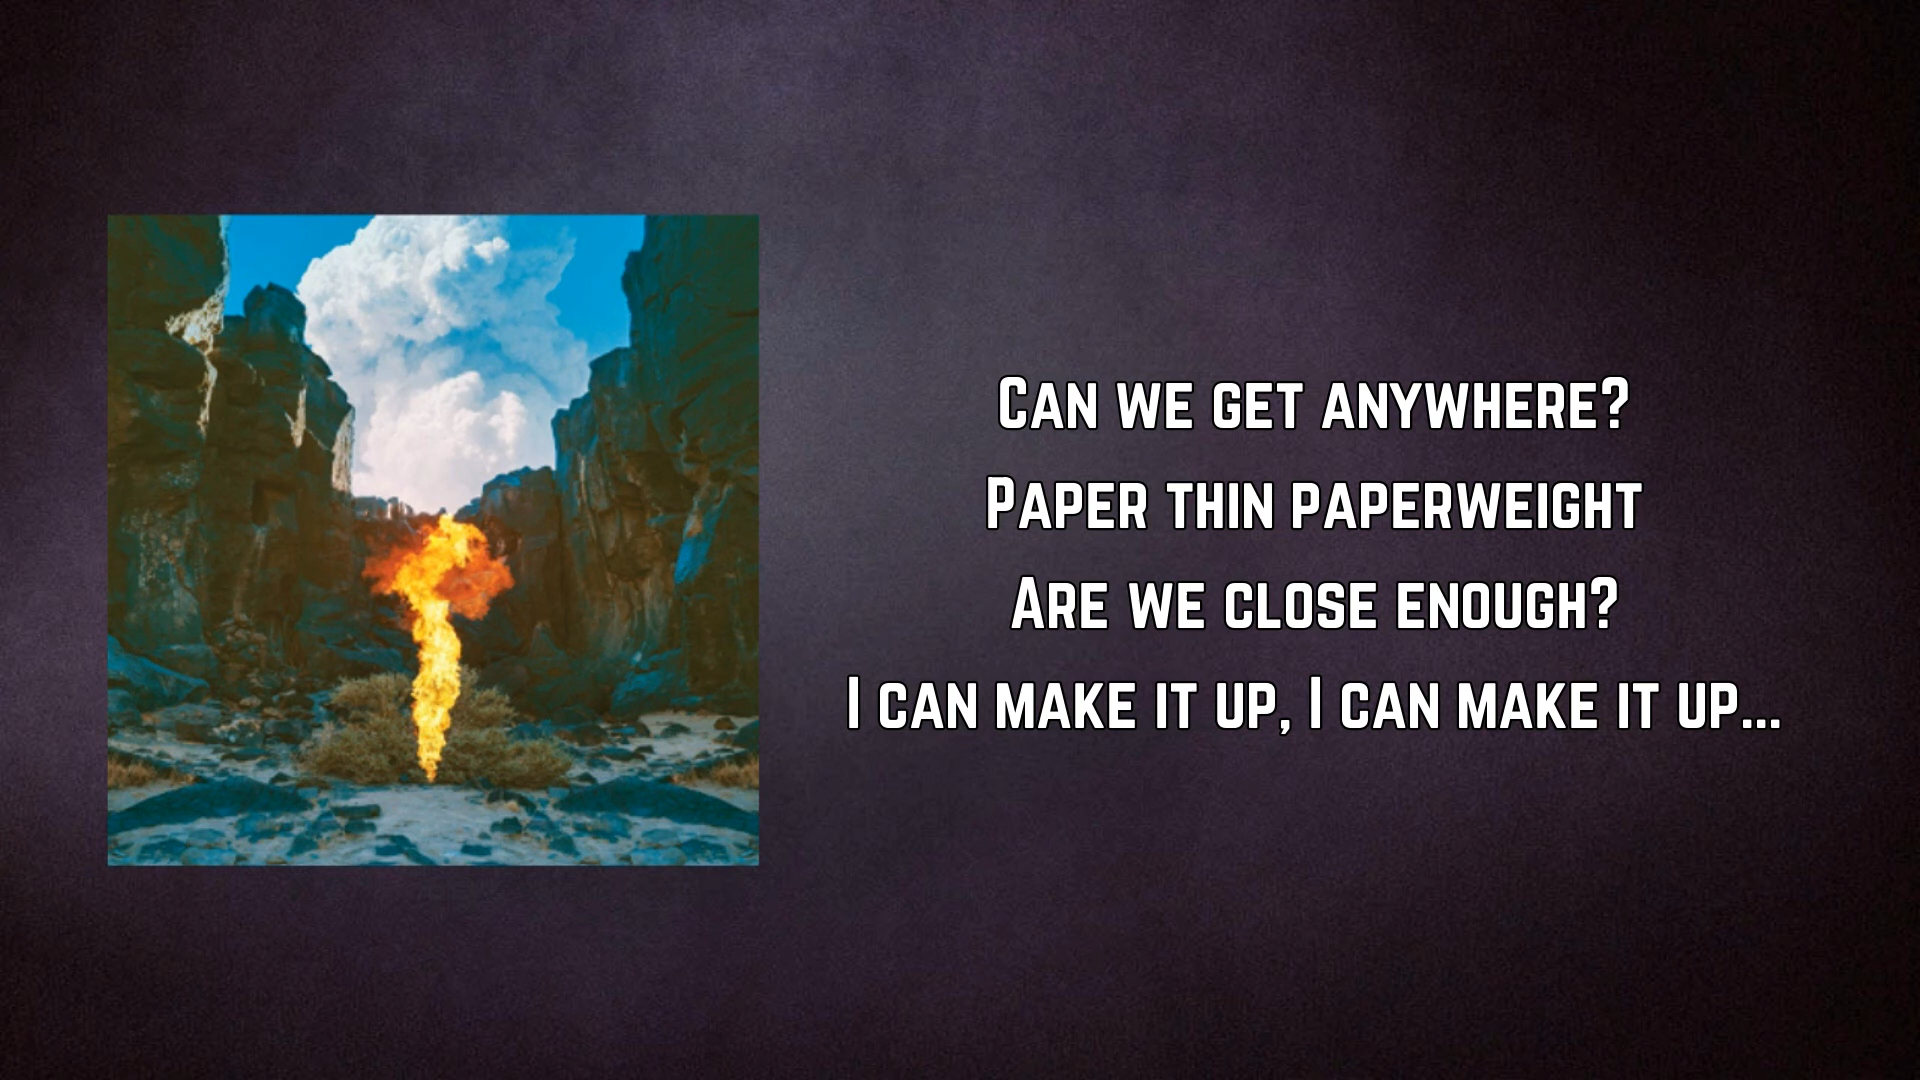 Can we get anywhere?
Paper thin paperweight
Are we close enough?
I can make it up, I can make it up...